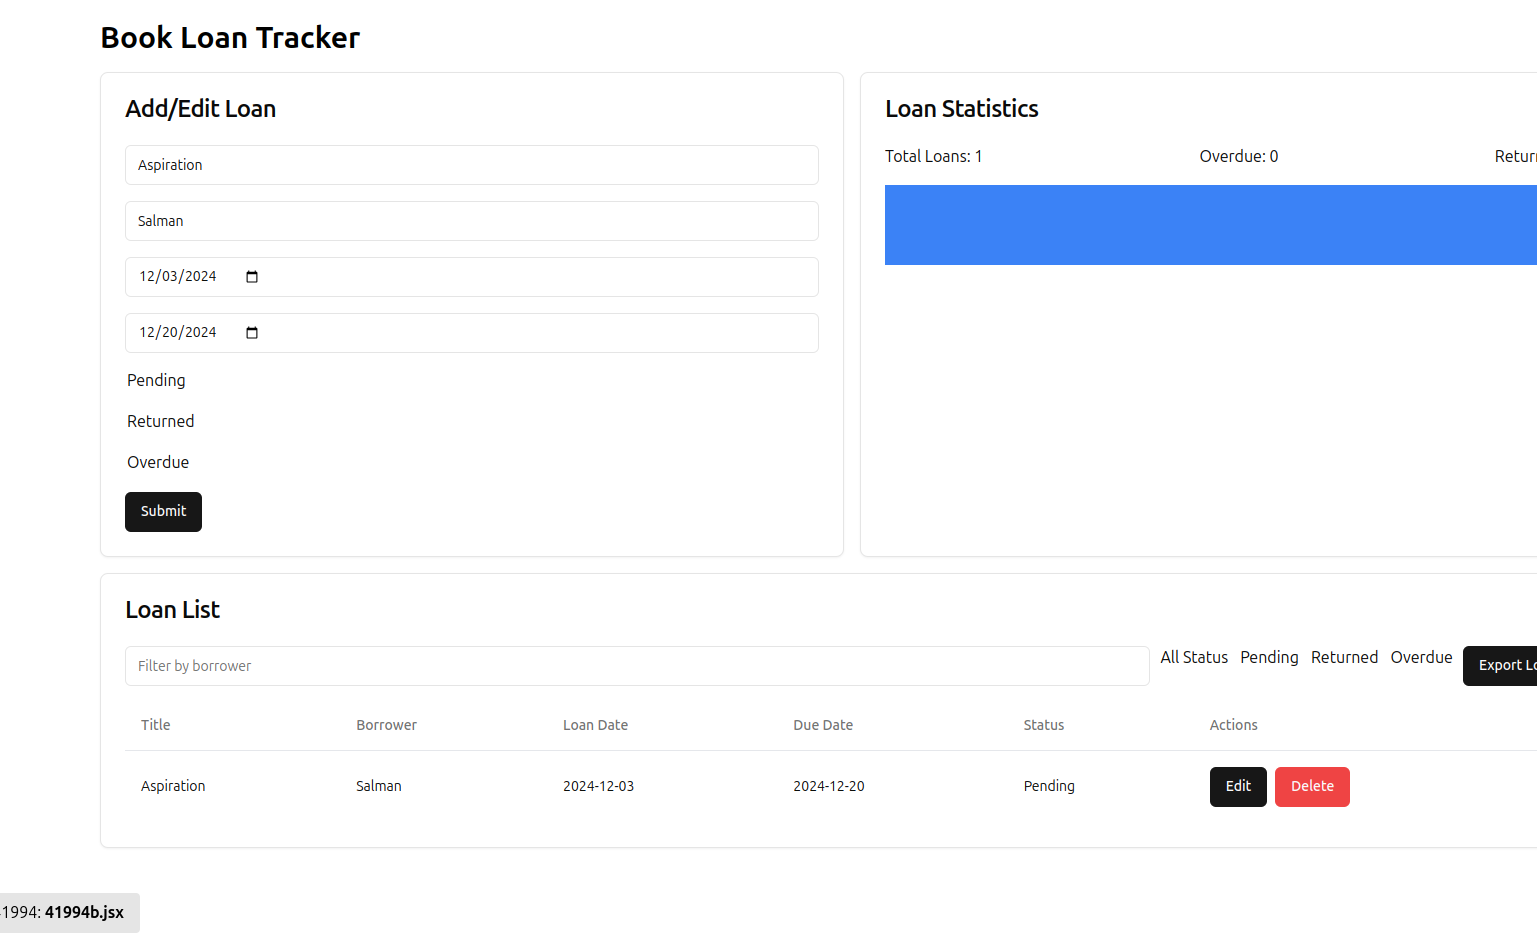 Book Loan Tracker
Add/Edit Loan
Aspiration
Salman
12/03/2024
12/20/2024
Pending
Returned
Overdue
Submit
Loan Statistics
Total Loans: 1 Overdue: 0
Loan List
Filter by borrower All Status Pending Returned Overdue Export
Title Borrower Loan Date Due Date Status Actions
Aspiration Salman 2024-12-03 2024-12-20 Pending Edit Delete
1994: 41994b.jsx